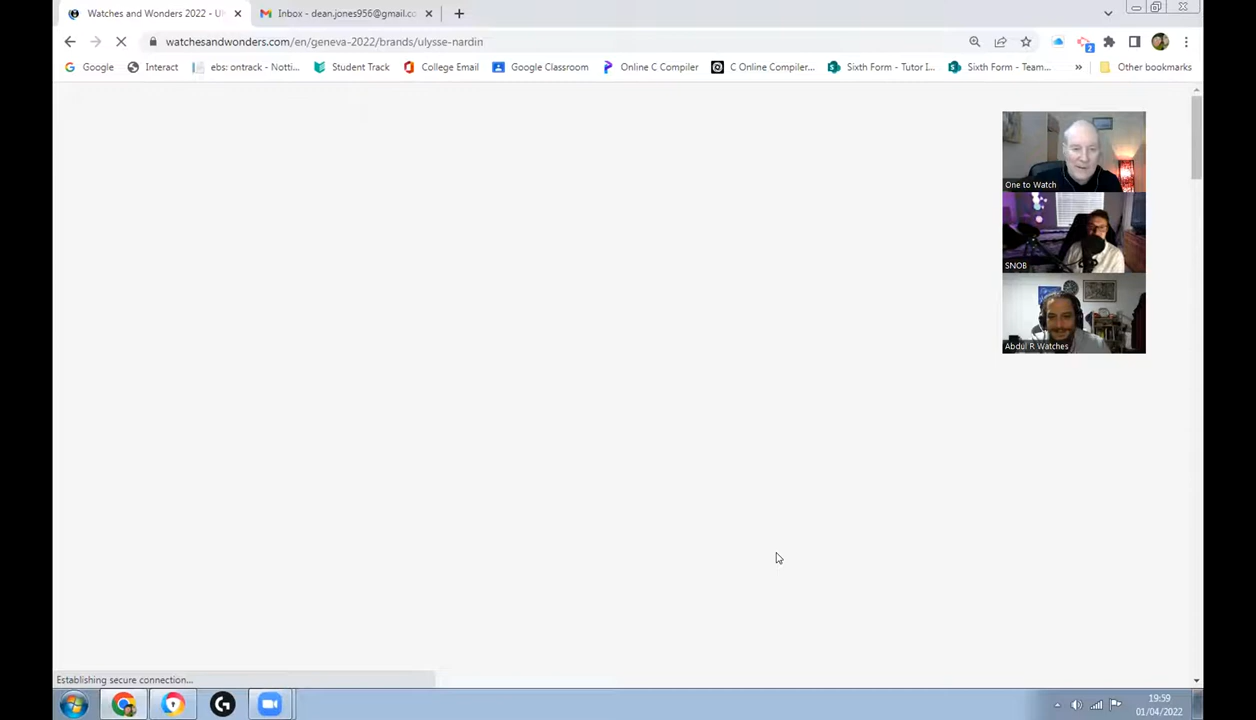 Watches and Wonders 2022 - U
Inbox - dean.jones956@gmail.co
watchesandwonders.com/en/geneva-2022/brands/ulysse-nardin
2
Google
Interact
ebs: ontrack - Notti...
Student Track
College Email
Google Classroom
Online C Compiler
C Online Compiler...
Sixth Form - Tutor I...
Sixth Form - Team...
»
Other bookmarks
One to Watch
SNOB
Abdul R Watches
Establishing secure connection...
19:59
01/04/2022